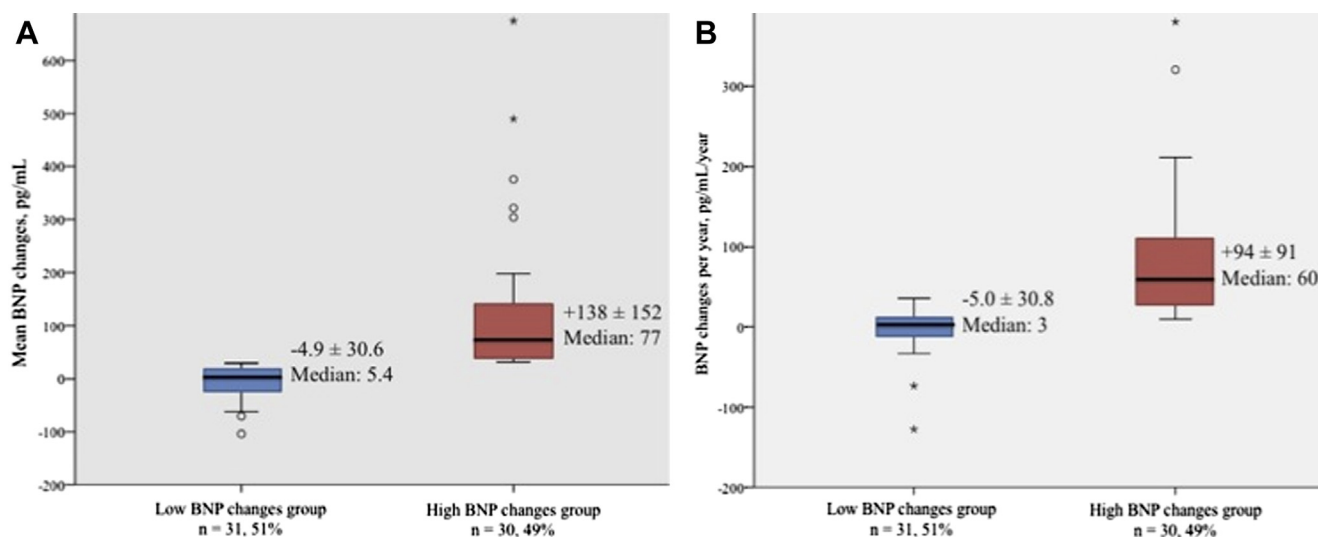 A
Mean BNP changes, pg/mL
600
500
400
300
200
100
0
-100
-200
-4.9 ± 30.6
Median: 5.4
+138 ± 152
Median: 77
Low BNP changes group
n = 31, 51%
High BNP changes group
n = 30, 49%
B
BNP changes per year, pg/mL/year
300
200
100
0
-100
-200
-5.0 ± 30.8
Median: 3
+94 ± 91
Median: 60
Low BNP changes group
n = 31, 51%
High BNP changes group
n = 30, 49%